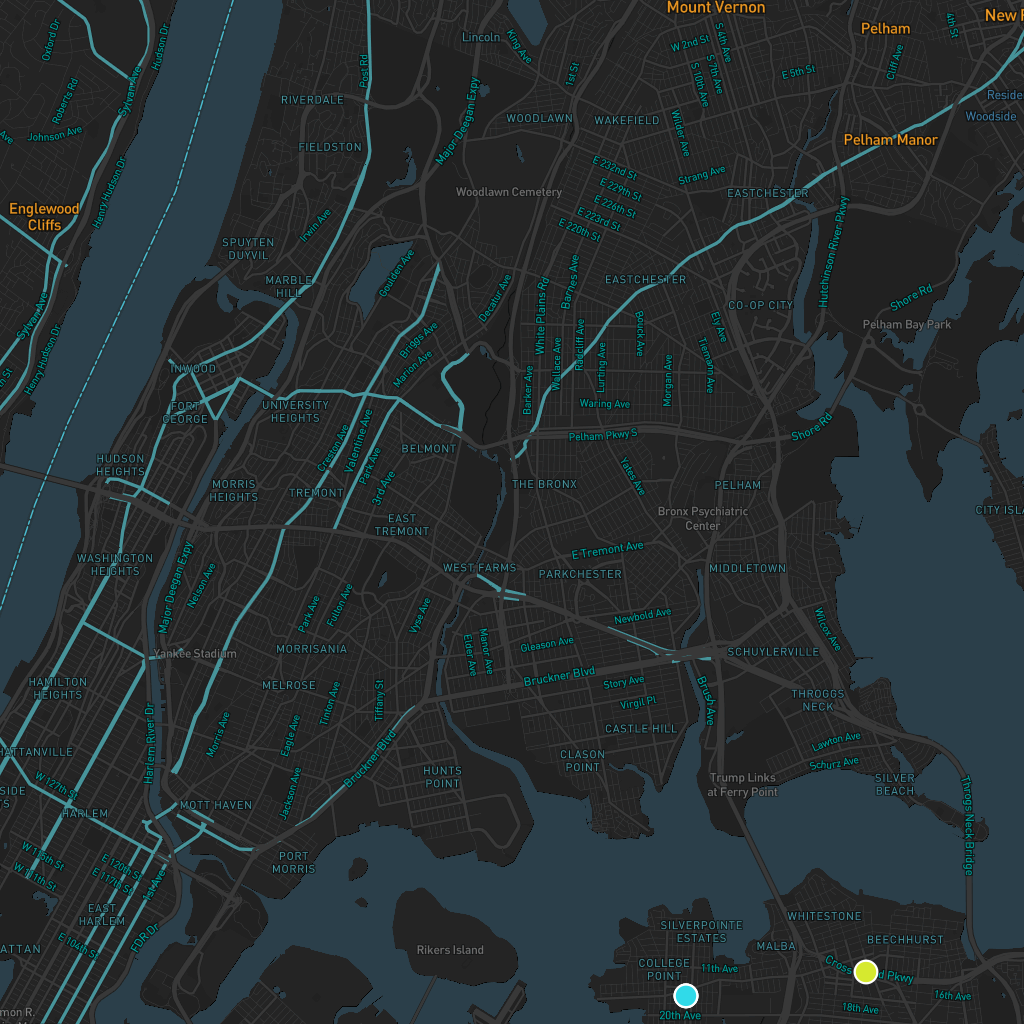 Mount Vernon
New
Pelham
4th St
Oxford Dr
Hudson Dr
Lincoln
King Ave
W 2nd St
S 4th Ave
S 7th Ave
S 10th Ave
E 5th St
Cliff Ave
1st St
Post Rd
Sylvan Ave
Roberts Rd
RIVERDALE
Major Deegan Expy
Reside
Woodside
Johnson Ave
Ave
WOODLAWN
WAKEFIELD
Wilder Ave
FIELDSTON
Pelham Manor
E 232nd St
E 229th St
E 226th St
E 223rd St
E 220th St
Strang Ave
EASTCHESTER
Woodlawn Cemetery
Henry Hudson Dr
Englewood
Cliffs
Irwin Ave
SPUYTEN
DUYVIL
Hutchinson River Pkwy
MARBLE
HILL
Goulden Ave
Decatur Ave
EASTCHESTER
Barnes Ave
White Plains Rd
CO-OP CITY
Shore Rd
Pelham Bay Park
Sylvan Ave
Henry Hudson Dr
th St
Briggs Ave
Marion Ave
Radcliff Ave
Wallace Ave
Lurting Ave
Bouck Ave
Ely Ave
Tiemann Ave
Morgan Ave
Barker Ave
INWOOD
FORT
GEORGE
UNIVERSITY
HEIGHTS
Waring Ave
Shore Rd
Pelham Pkwy S
Creston Ave
Valentine Ave
Park Ave
BELMONT
HUDSON
HEIGHTS
MORRIS
HEIGHTS
TREMONT
3rd Ave
THE BRONX
Yates Ave
PELHAM
Bronx Psychiatric
Center
CITY ISLA
EAST
TREMONT
E Tremont Ave
WASHINGTON
HEIGHTS
Major Deegan Expy
Nelson Ave
WEST FARMS
PARKCHESTER
MIDDLETOWN
Park Ave
Fulton Ave
Vyse Ave
Newbold Ave
Wilcox Ave
Elder Ave
Manor Ave
Gleason Ave
Yankee Stadium
MORRISANIA
SCHUYLERVILLE
HAMILTON
HEIGHTS
MELROSE
Tinton Ave
Tiffany St
Bruckner Blvd
Story Ave
Virgil Pl
Brush Ave
THROGGS
NECK
Harlem River Dr
Morris Ave
Eagle Ave
CASTLE HILL
Lawton Ave
Schurz Ave
HATTANVILLE
Bruckner Blvd
CLASON
POINT
HUNTS
POINT
Trump Links
at Ferry Point
SILVER
BEACH
Throgs Neck Bridge
W 127th St
SIDE
TS
HARLEM
MOTT HAVEN
Jackson Ave
W 115th St
W 111th St
E 120th St
E 117th St
1st Ave
PORT
MORRIS
EAST
HARLEM
E 104th St
FDR Dr
ATTAN
Rikers Island
SILVERPOINTE
ESTATES
WHITESTONE
MALBA
BEECHHURST
COLLEGE
POINT
11th Ave
Cross
d Pkwy
16th Ave
18th Ave
20th Ave
mon R.